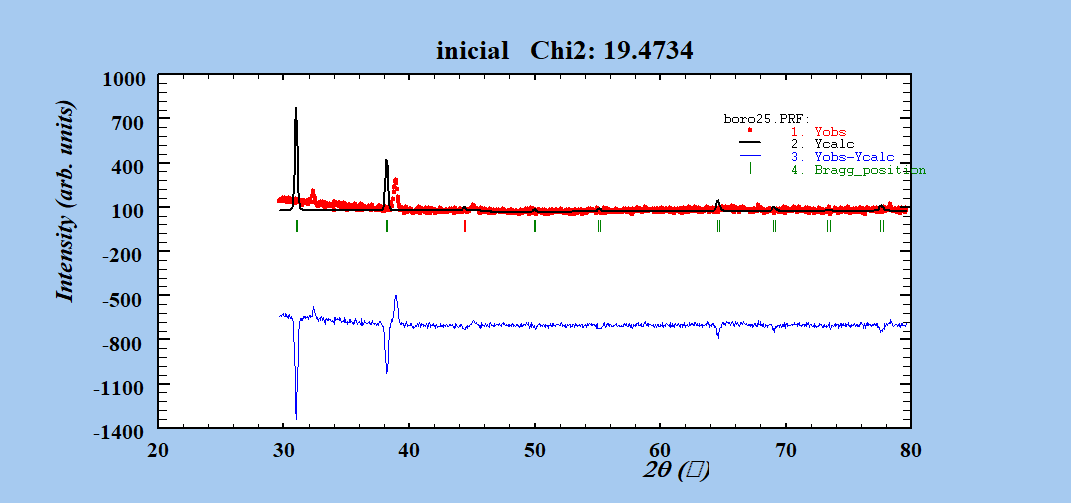 inicial Chi2: 19.4734
1000
700
400
100
-200
-500
-800
-1100
-1400
Intensity (arb. units)
boro25.PRF:
1. Yobs
2. Ycalc
3. Yobs-Ycalc
4. Bragg_position
20 30 40 50 60 70 80
2θ (□)